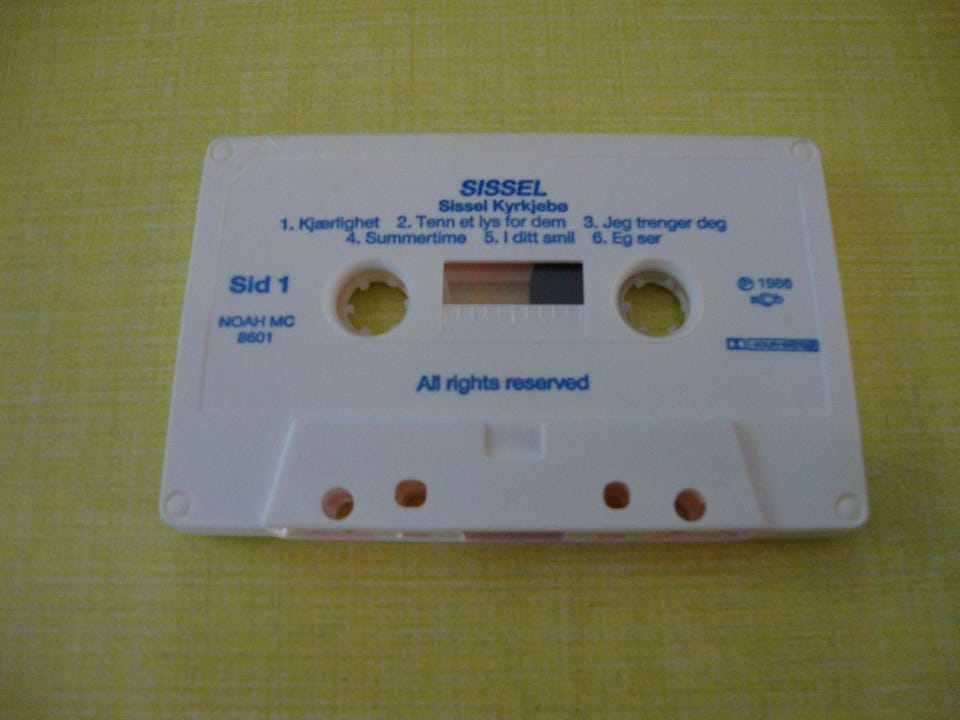 SISSEL
Sissel Kyrkjebø
1. Kjærlighet 2. Tenn et lys for dem 3. Jeg trenger deg
4. Summertime 5. I ditt smil 6. Eg ser
Sid 1
℗ 1986
n©b
NOAH MC
8601
All rights reserved